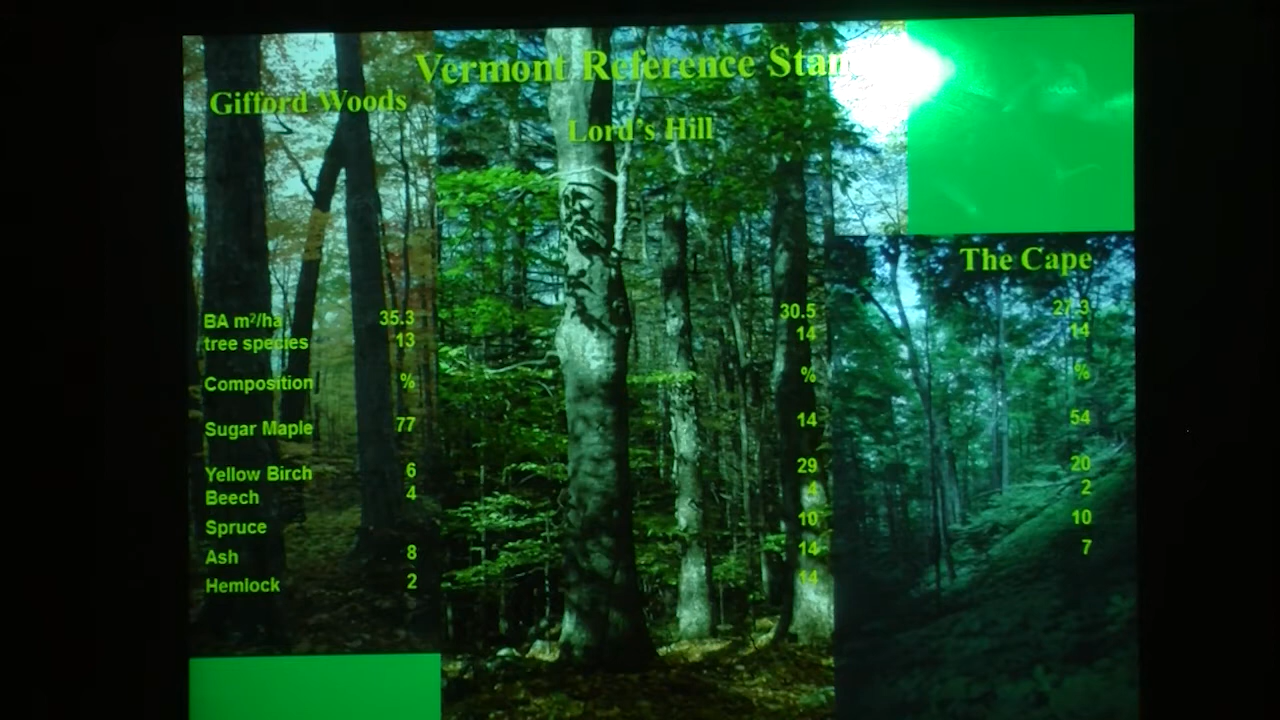 Vermont Reference Stan
Gifford Woods
Lord's Hill
The Cape
BA m²/ha 35.3 30.5 27.3
tree species 13 14 14
Composition % % %
Sugar Maple 77 14 54
Yellow Birch 6 29 20
Beech 4 4 2
Spruce 10 10
Ash 8 14 7
Hemlock 2 14